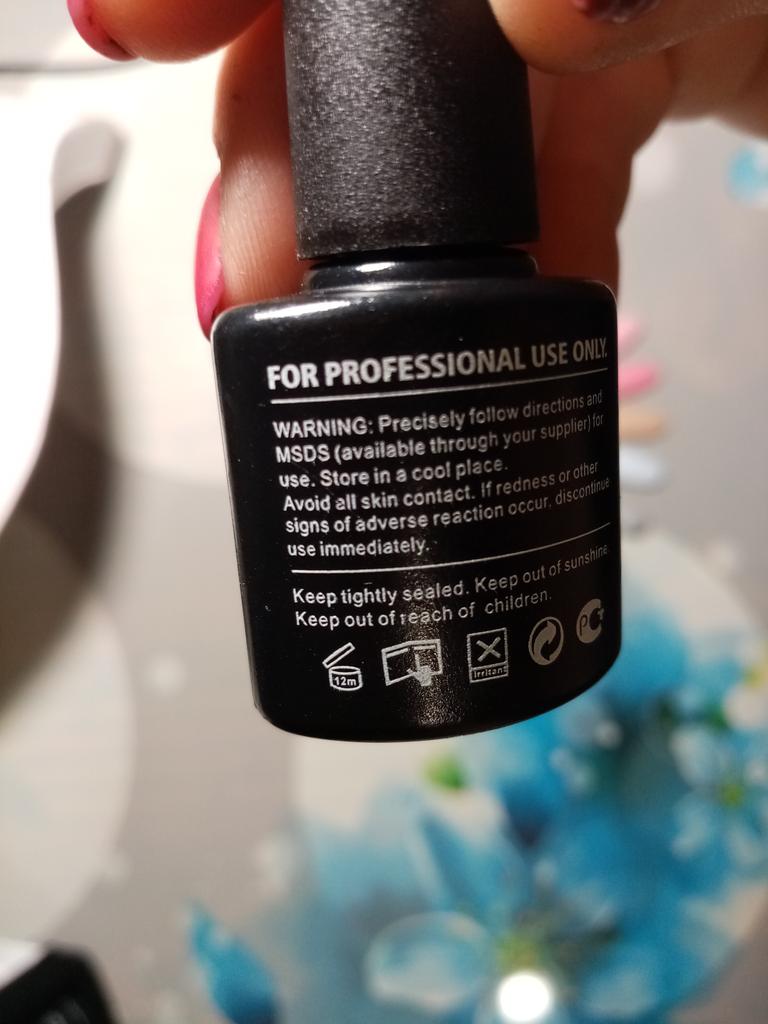 FOR PROFESSIONAL USE ONLY.
WARNING: Precisely follow directions and
MSDS (available through your supplier) for
use. Store in a cool place.
Avoid all skin contact. If redness or other
signs of adverse reaction occur, discontinue
use immediately.
Keep tightly sealed. Keep out of sunshine.
Keep out of reach of children.
12m
Irritant